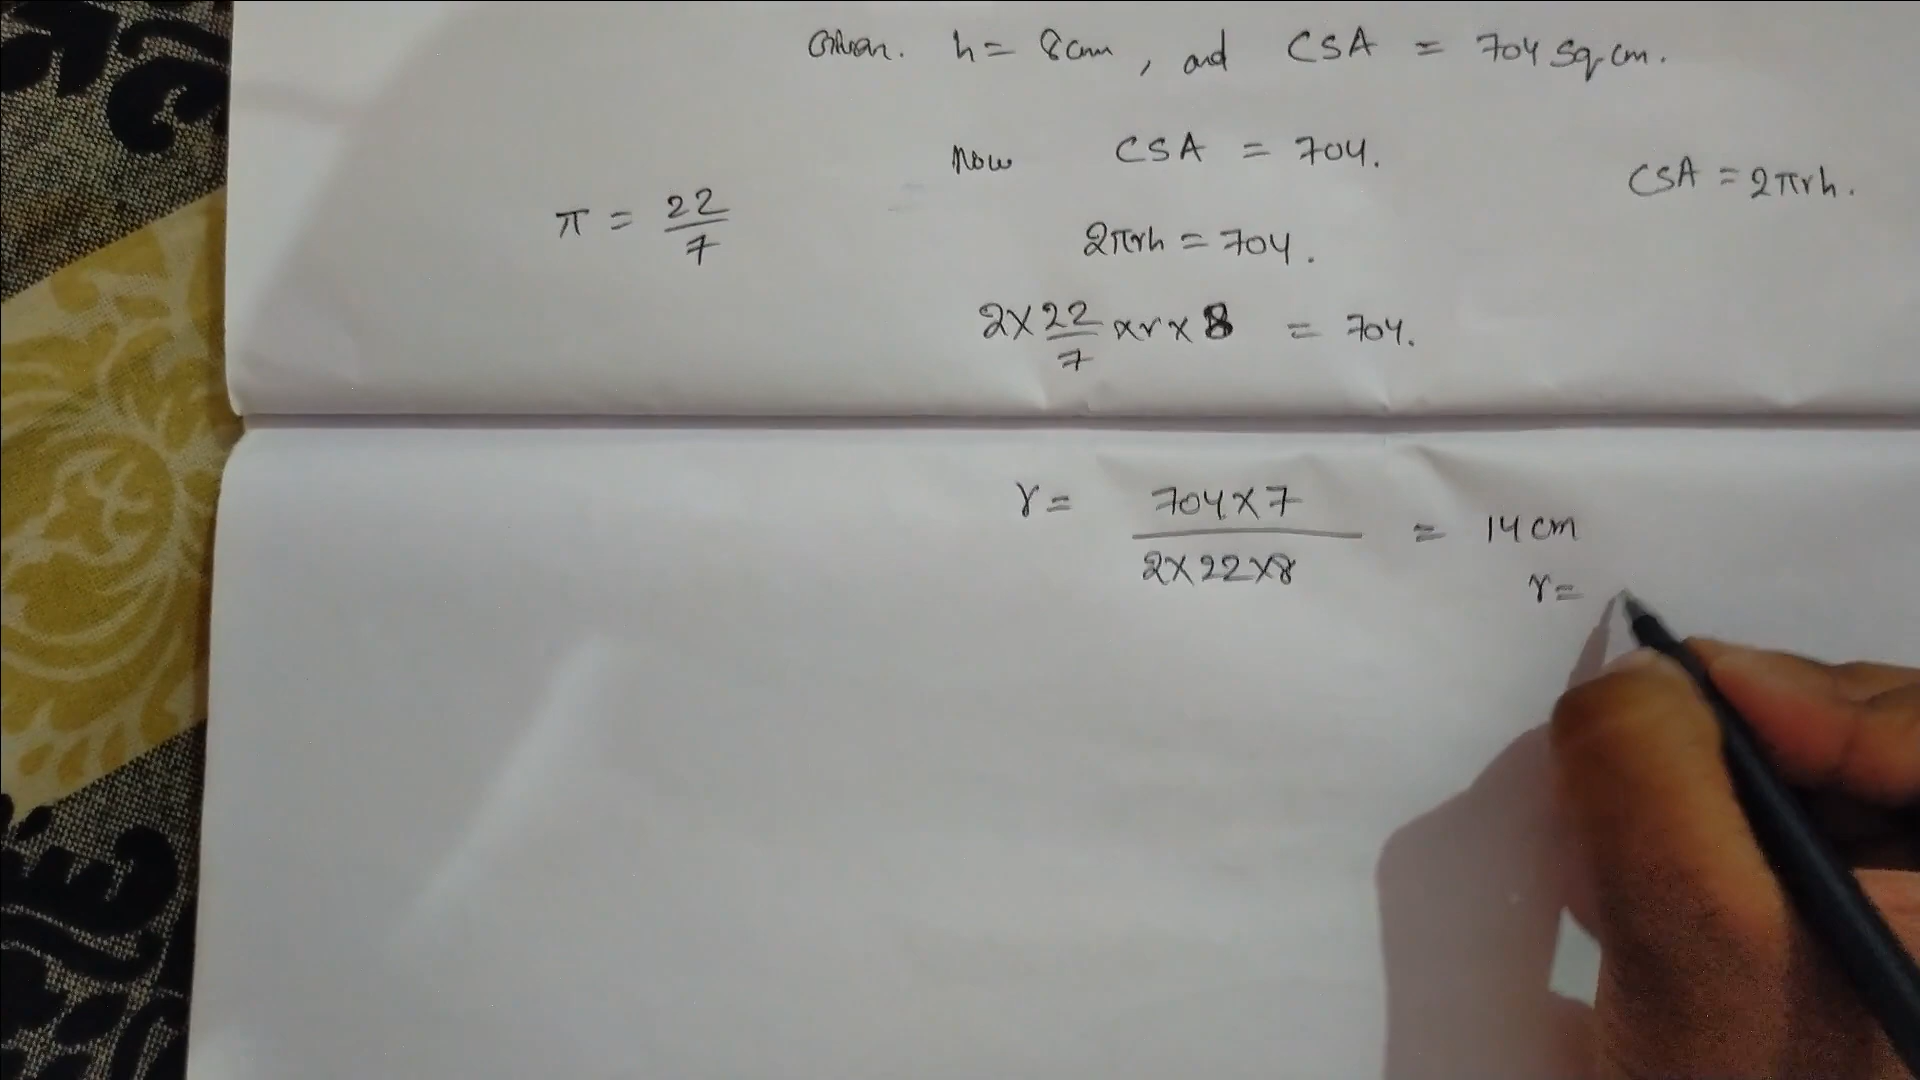 Given. h = 8cm, and CSA = 704 sq cm.
Now CSA = 704.
CSA = 2πrh.
π = 22/7
2πrh = 704.
2 × 22/7 × r × 8 = 704.
r = 704 × 7 / 2 × 22 × 8 = 14 cm
r =